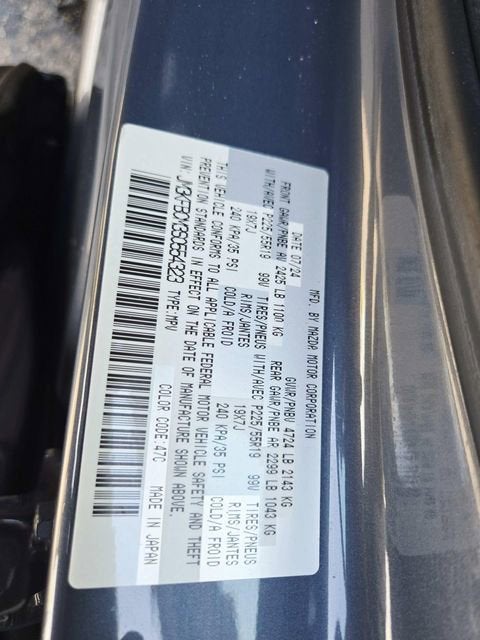 MFD. BY MAZDA MOTOR CORPORATION
DATE 07/24 GVWR/PNBV 4724 LB 2143 KG
FRONT GAWR/PNBE AV 2425 LB 1100 KG REAR GAWR/PNBE AR 2299 LB 1043 KG
WITH/AVEC P225/55R19 99V TIRES/PNEUS WITH/AVEC P225/55R19 99V TIRES/PNEUS
19X7J RIMS/JANTES 19X7J RIMS/JANTES
240 KPA/35 PSI COLD/A FROID 240 KPA/35 PSI COLD/A FROID
THIS VEHICLE CONFORMS TO ALL APPLICABLE FEDERAL MOTOR VEHICLE SAFETY AND THEFT
PREVENTION STANDARDS IN EFFECT ON THE DATE OF MANUFACTURE SHOWN ABOVE.
VIN: TYPE:MPV COLOR CODE:47C MADE IN JAPAN